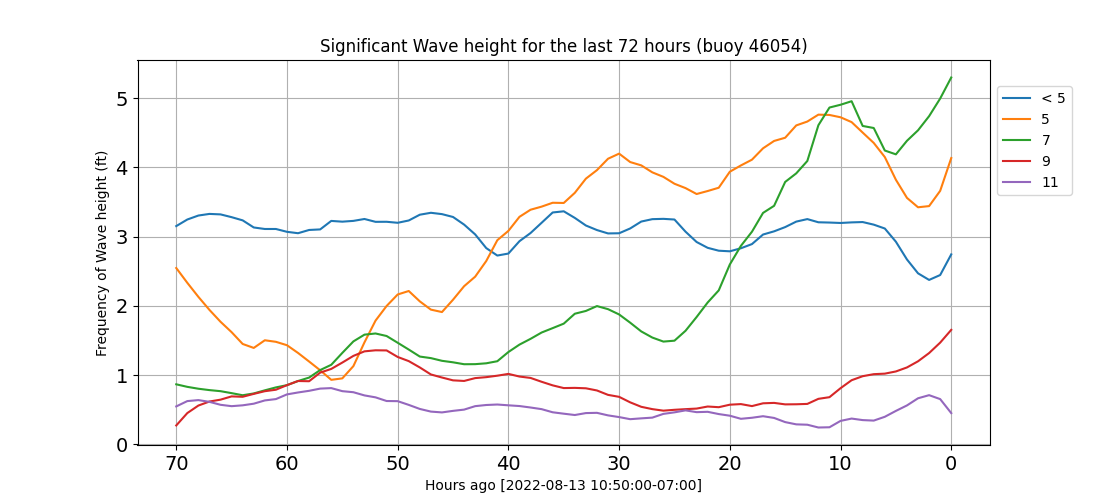 Significant Wave height for the last 72 hours (buoy 46054)
Frequency of Wave height (ft)
5
4
3
2
1
0
70 60 50 40 30 20 10 0
Hours ago [2022-08-13 10:50:00-07:00]
< 5
5
7
9
11